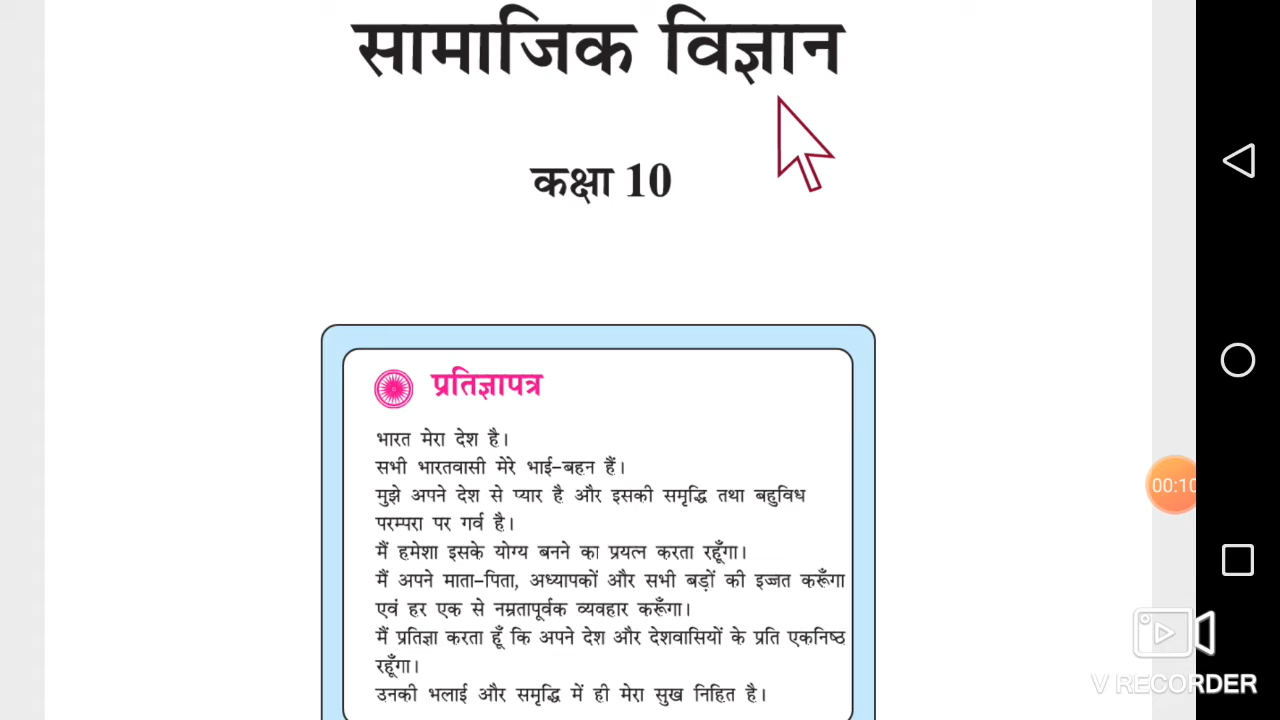 सामाजिक विज्ञान
कक्षा 10
प्रतिज्ञापत्र
भारत मेरा देश है।
सभी भारतवासी मेरे भाई-बहन हैं।
मुझे अपने देश से प्यार है और इसकी समृद्धि तथा बहुविध
परम्परा पर गर्व है।
मैं हमेशा इसके योग्य बनने का प्रयत्न करता रहूँगा।
मैं अपने माता-पिता, अध्यापकों और सभी बड़ों की इज्जत करूँगा
एवं हर एक से नम्रतापूर्वक व्यवहार करूँगा।
मैं प्रतिज्ञा करता हूँ कि अपने देश और देशवासियों के प्रति एकनिष्ठ
रहूँगा।
उनकी भलाई और समृद्धि में ही मेरा सुख निहित है।
00:10
V RECORDER